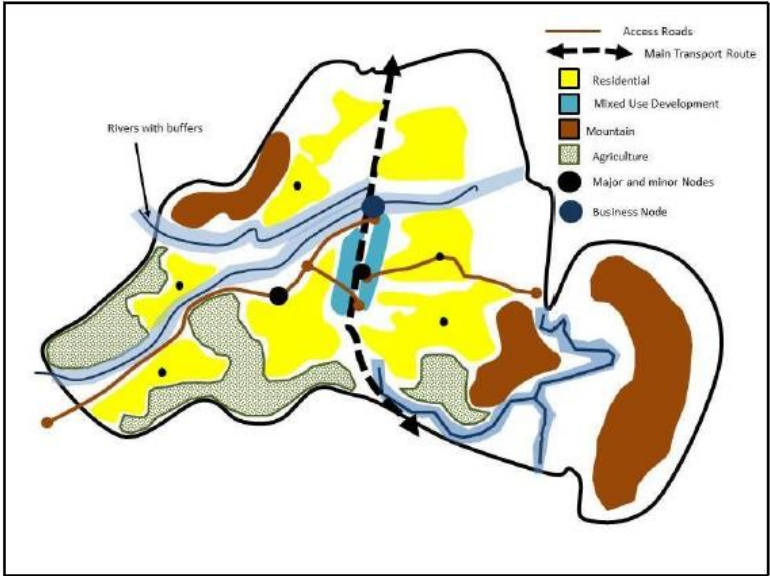 Access Roads
Main Transport Route
Residential
Mixed Use Development
Mountain
Agriculture
Major and minor Nodes
Business Node
Rivers with buffers